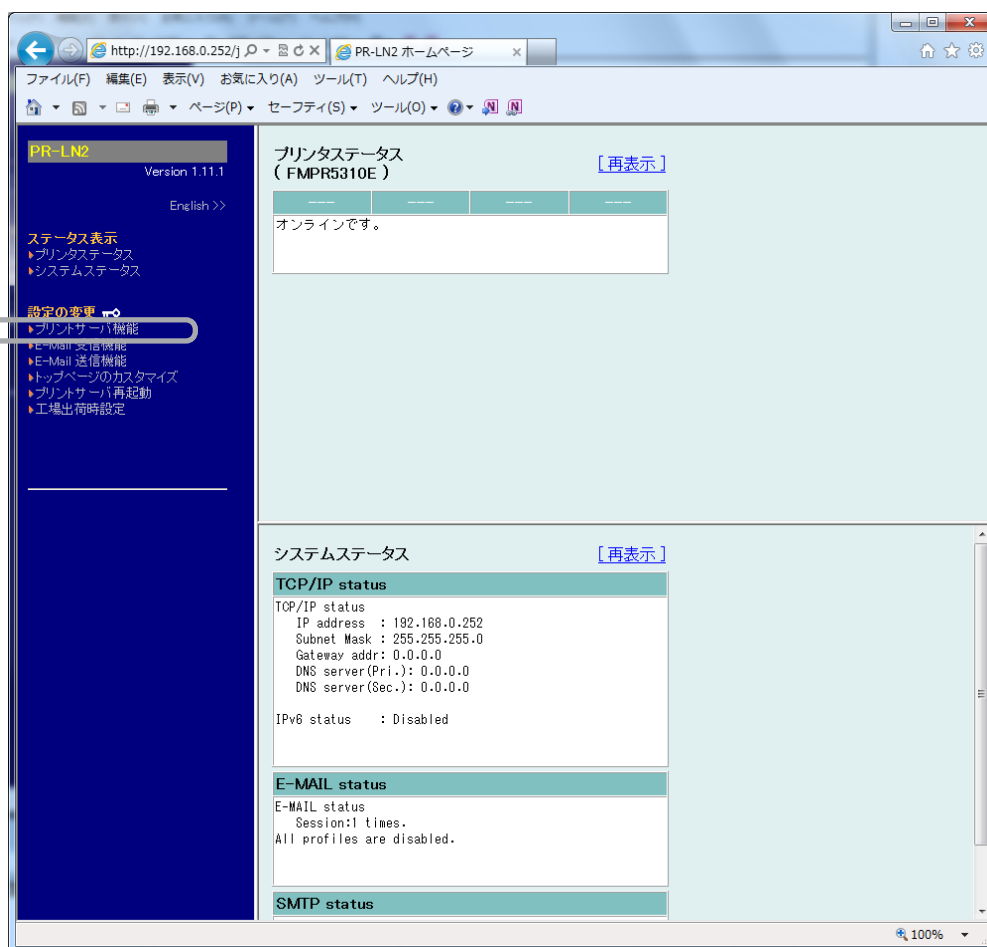 http://192.168.0.252/j
PR-LN2 ホームページ
ファイル(F) 編集(E) 表示(V) お気に入り(A) ツール(T) ヘルプ(H)
ページ(P) セーフティ(S) ツール(O)
PR-LN2
Version 1.11.1
English >>
ステータス表示
プリンタステータス
システムステータス
設定の変更
プリントサーバ機能
E-Mail 受信機能
E-Mail 送信機能
トップページのカスタマイズ
プリントサーバ再起動
工場出荷時設定
プリンタステータス
( FMPR5310E )
[ 再表示 ]
--- --- --- ---
オンラインです。
システムステータス
[ 再表示 ]
TCP/IP status
TCP/IP status
IP address : 192.168.0.252
Subnet Mask : 255.255.255.0
Gateway addr: 0.0.0.0
DNS server(Pri.): 0.0.0.0
DNS server(Sec.): 0.0.0.0
IPv6 status : Disabled
E-MAIL status
E-MAIL status
Session:1 times.
All profiles are disabled.
SMTP status
100%